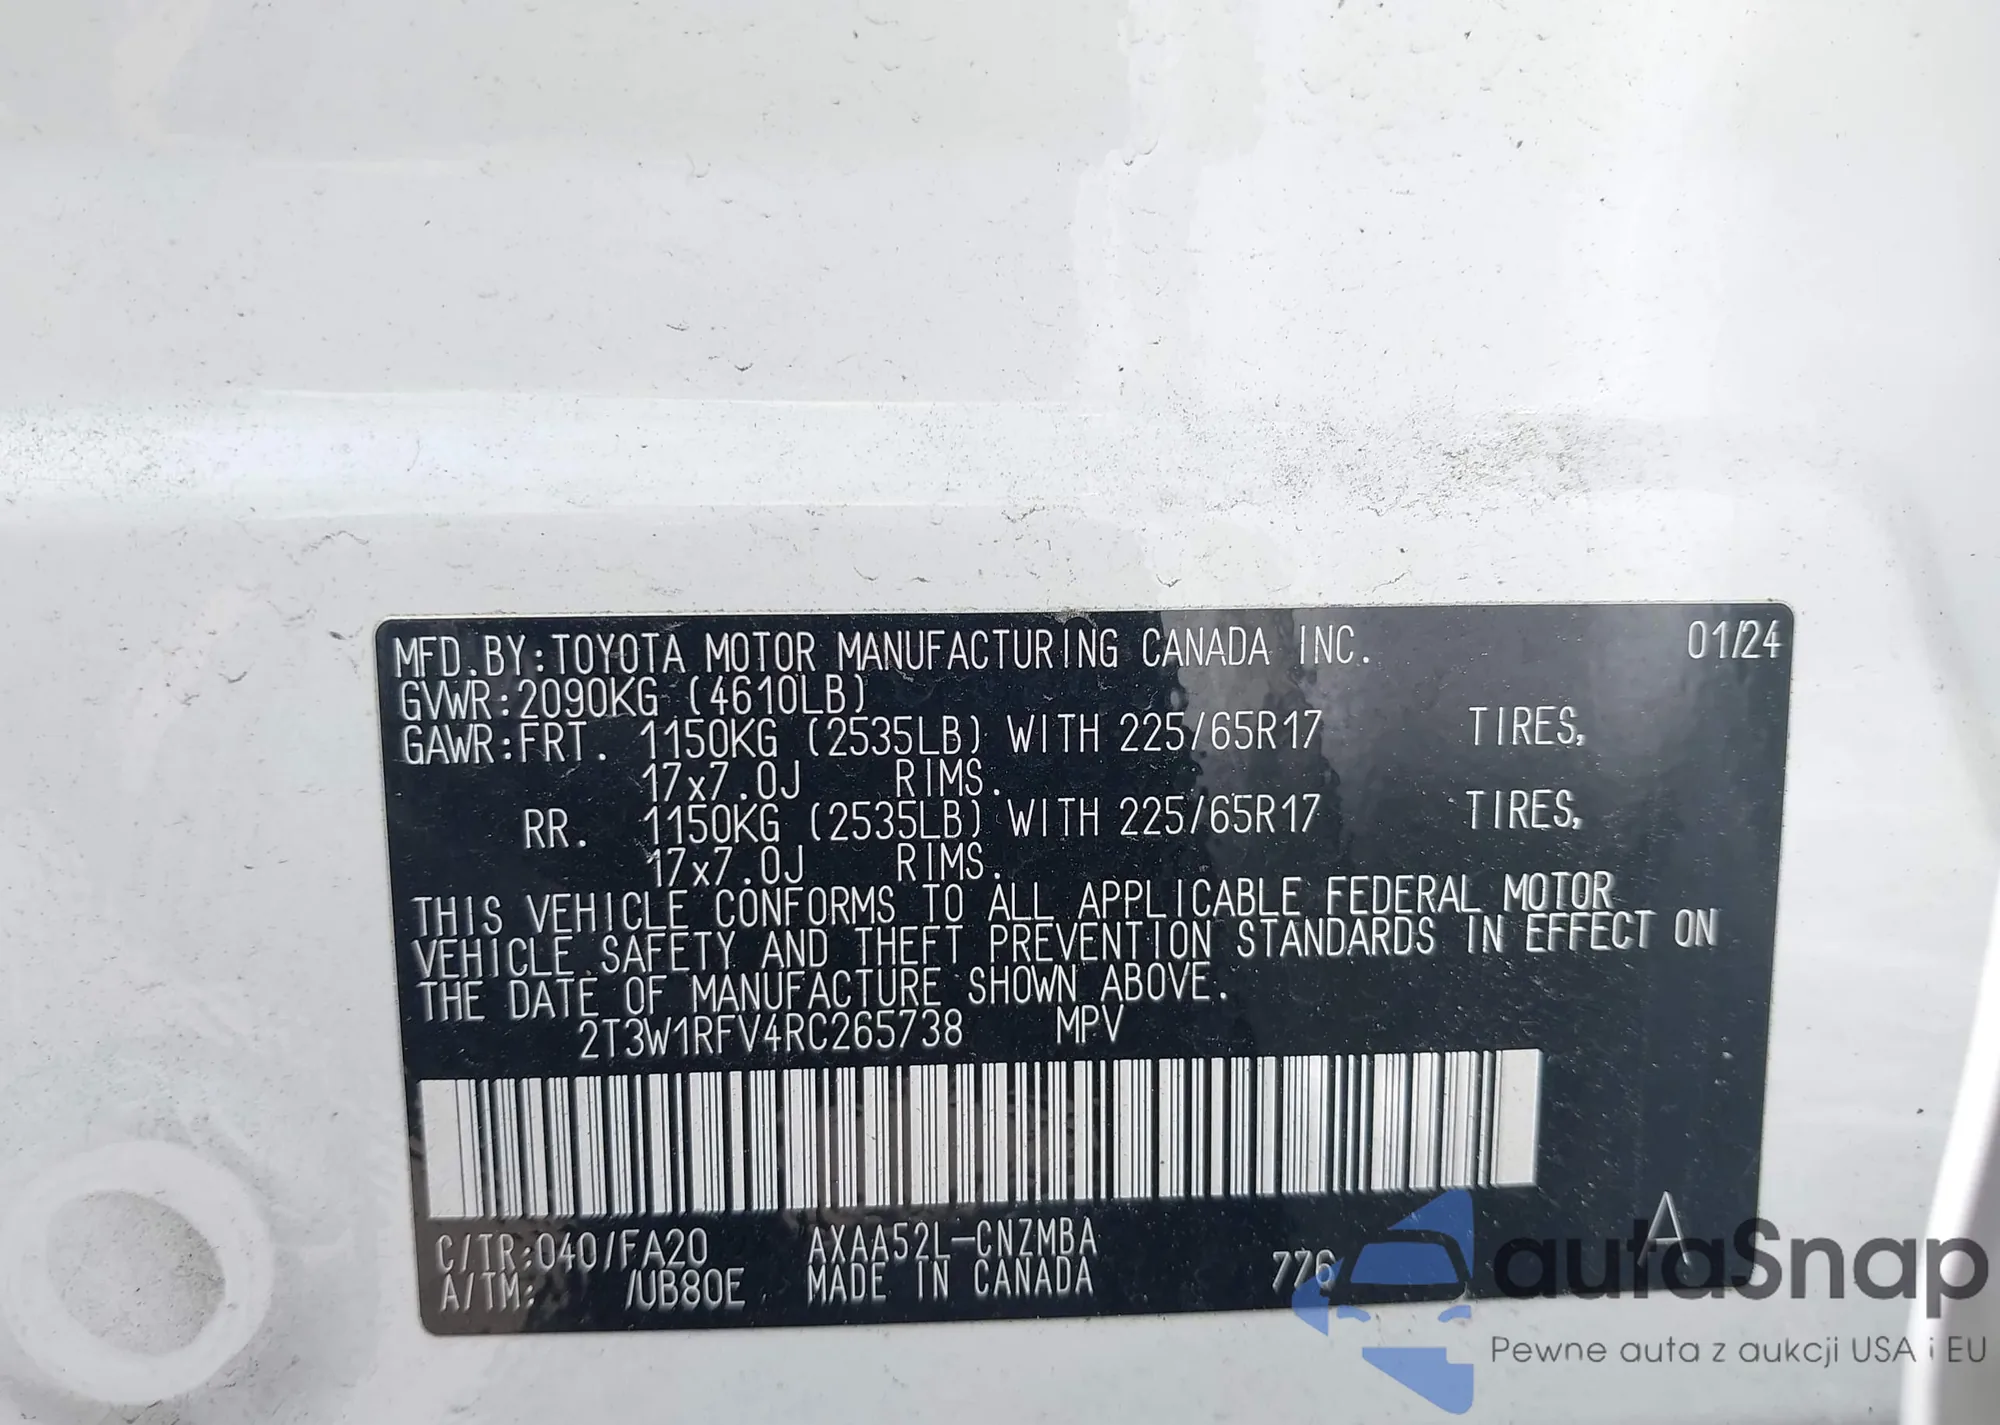 MFD.BY:TOYOTA MOTOR MANUFACTURING CANADA INC. 01/24
GVWR:2090KG (4610LB)
GAWR:FRT. 1150KG (2535LB) WITH 225/65R17 TIRES,
17x7.0J RIMS.
RR. 1150KG (2535LB) WITH 225/65R17 TIRES,
17x7.0J RIMS.
THIS VEHICLE CONFORMS TO ALL APPLICABLE FEDERAL MOTOR
VEHICLE SAFETY AND THEFT PREVENTION STANDARDS IN EFFECT ON
THE DATE OF MANUFACTURE SHOWN ABOVE.
2T3W1RFV4RC265738 MPV
C/TR:040/FA20 AXAA52L-CNZMBA A
A/TM: /UB80E MADE IN CANADA 776
autaSnap
Pewne auta z aukcji USA i EU